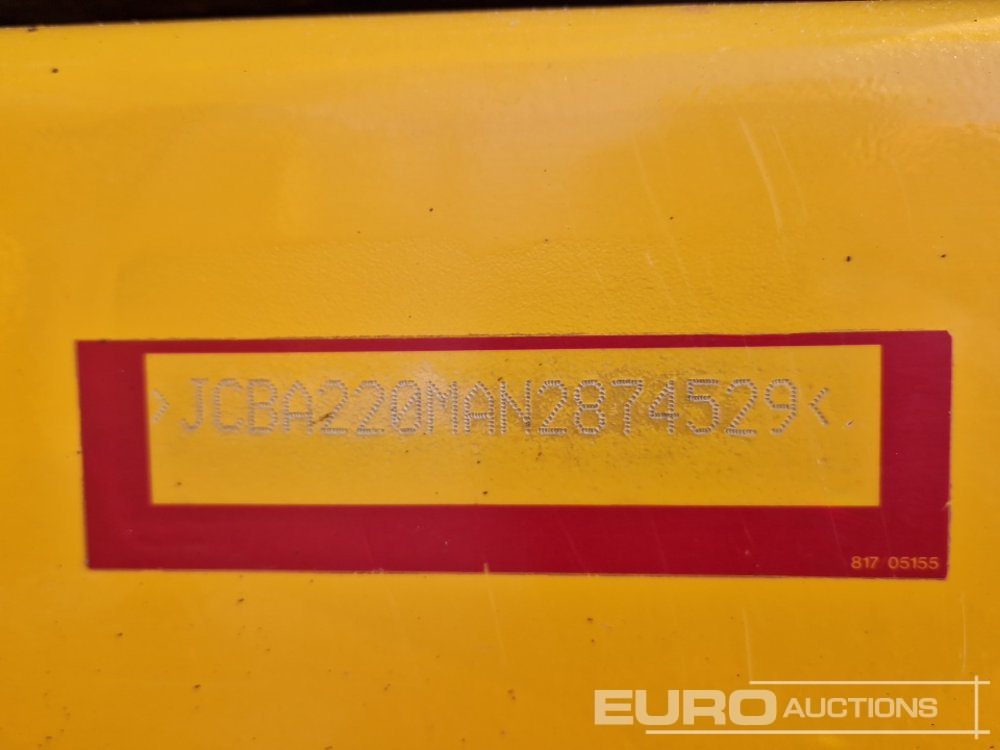 >JCBA220MAN2874529<
817 05155
EURO AUCTIONS